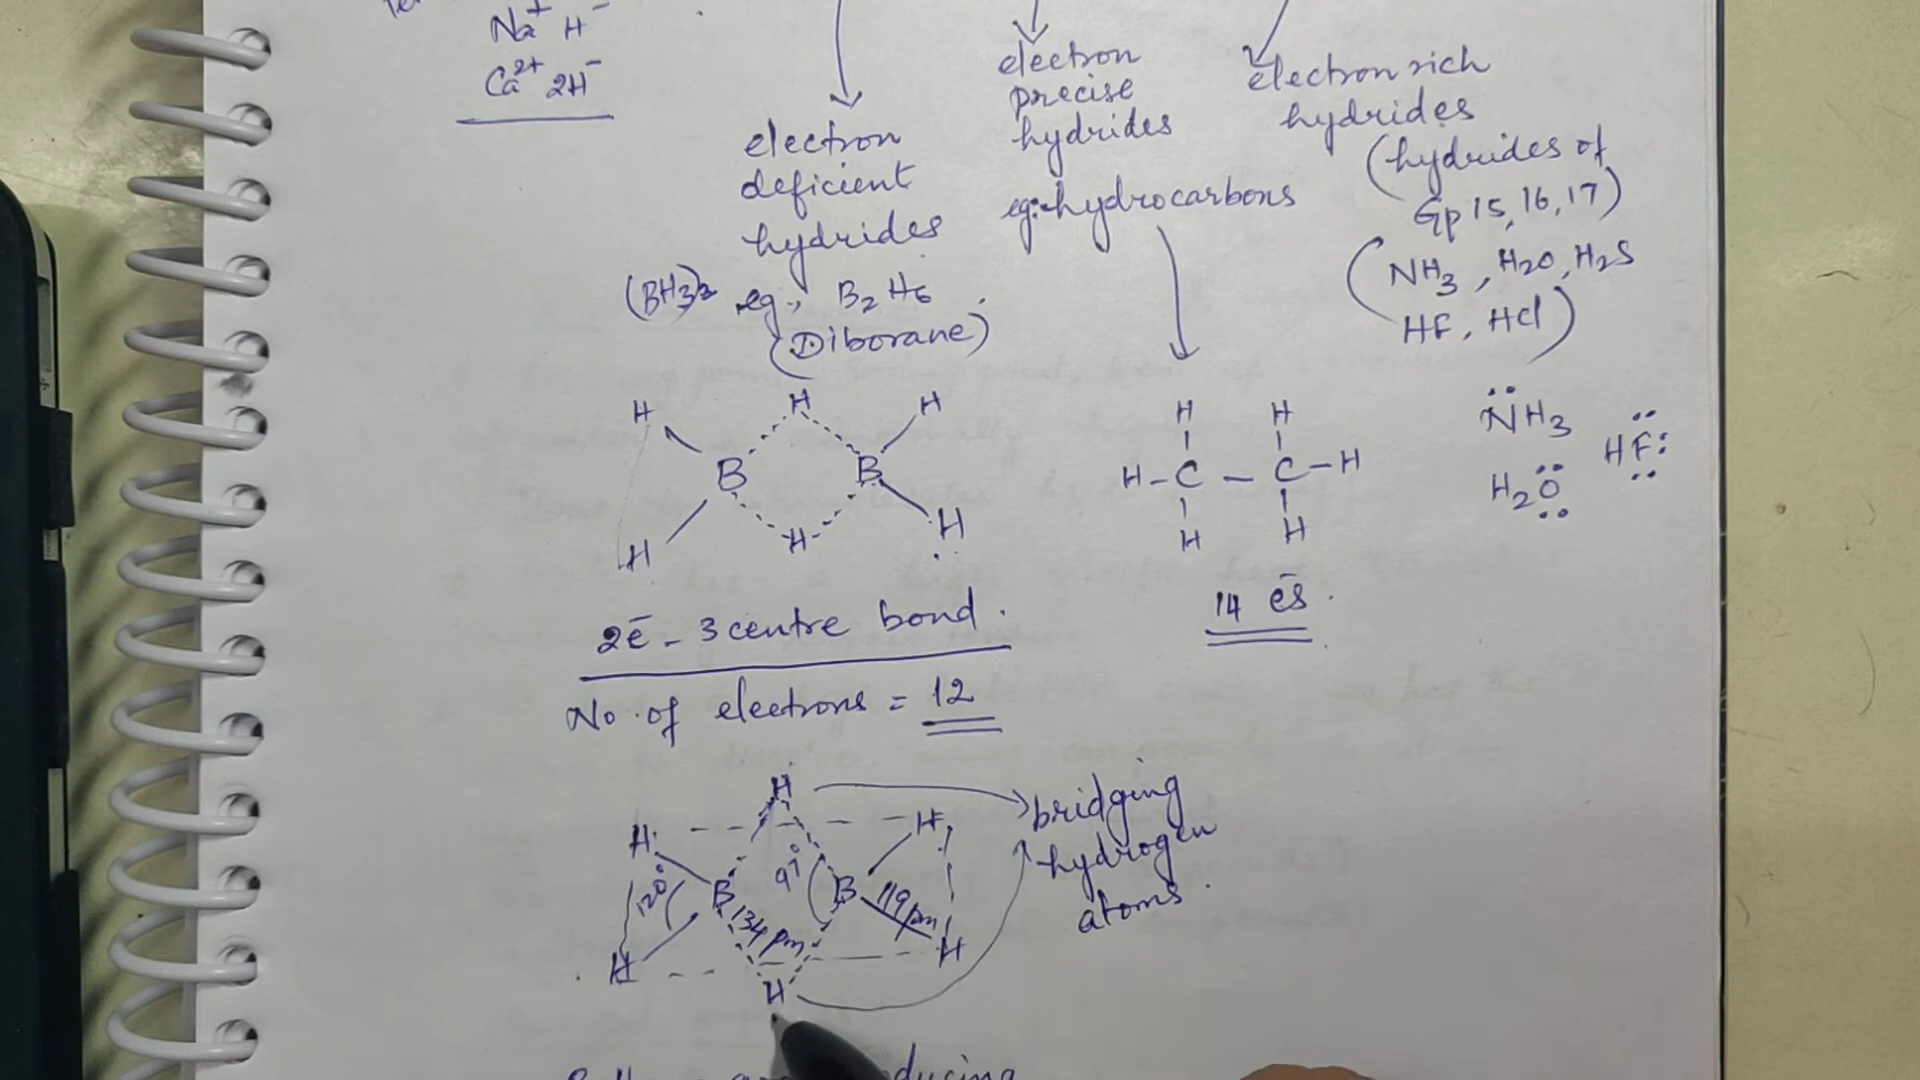 Na⁺ H⁻
Ca²⁺ 2H⁻
electron
deficient
hydrides
(BH3)2 eg., B2H6
(Diborane)
electron
precise
hydrides
eg:- hydrocarbons
electron rich
hydrides
(hydrides of
Gp 15, 16, 17)
(NH3, H2O, H2S
HF, HCl)
H H H
B B
H H H
2e⁻ - 3 centre bond.
No. of electrons = 12
H H
H-C-C-H
H H
14 e⁻s.
NH3
HF
H2O
H
H H
120° B 97° B 119 pm
134 pm
H H
H
bridging
hydrogen
atoms.